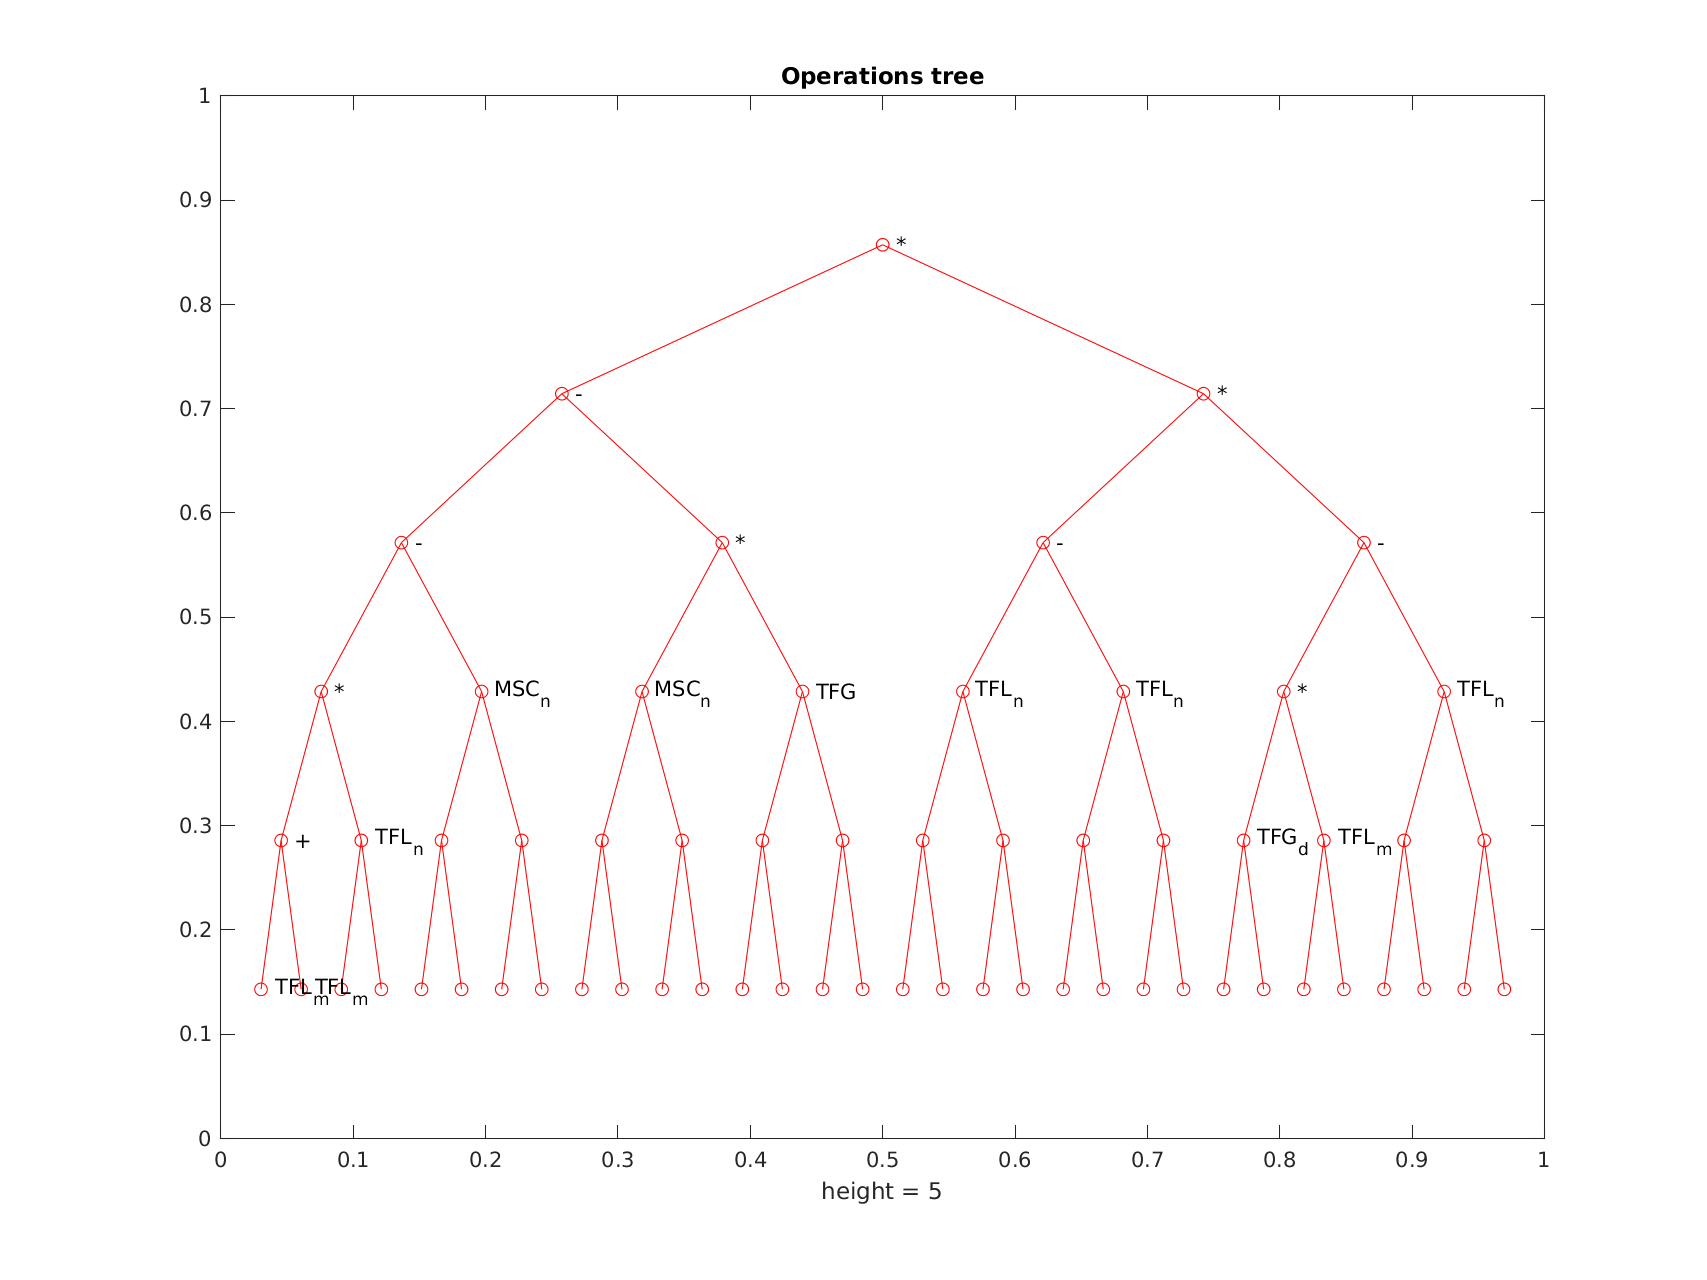 Operations tree
1
0.9
*
0.8
- *
0.7
0.6
- * - -
0.5
* MSC_n MSC_n TFG TFL_n TFL_n * TFL_n
0.4
0.3
+ TFL_n TFG_d TFL_m
0.2
TFL_m TFL_m
0.1
0
0 0.1 0.2 0.3 0.4 0.5 0.6 0.7 0.8 0.9 1
height = 5